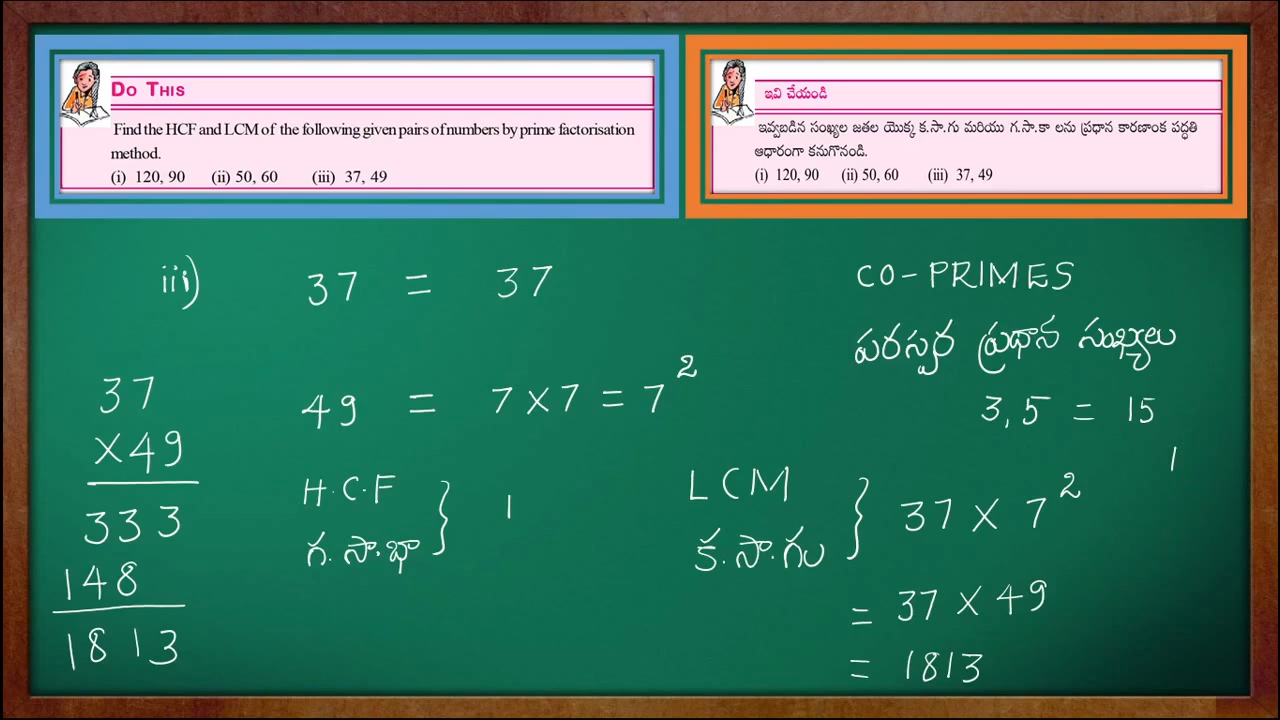 DO THIS
Find the HCF and LCM of the following given pairs of numbers by prime factorisation
method.
(i) 120, 90 (ii) 50, 60 (iii) 37, 49
ఇవి చేయండి
ఇవ్వబడిన సంఖ్యల జతల యొక్క క.సా.గు మరియు గ.సా.కా లను ప్రధాన కారణాంక పద్ధతి
ఆధారంగా కనుగొనండి.
(i) 120, 90 (ii) 50, 60 (iii) 37, 49
iii) 37 = 37
49 = 7 × 7 = 7²
37
×49
333
148
1813
H.C.F
గ.సా.భా } 1
CO-PRIMES
పరస్పర ప్రధాన సంఖ్యలు
3, 5 = 15
1
LCM
క.సా.గు } 37 × 7²
= 37 × 49
= 1813